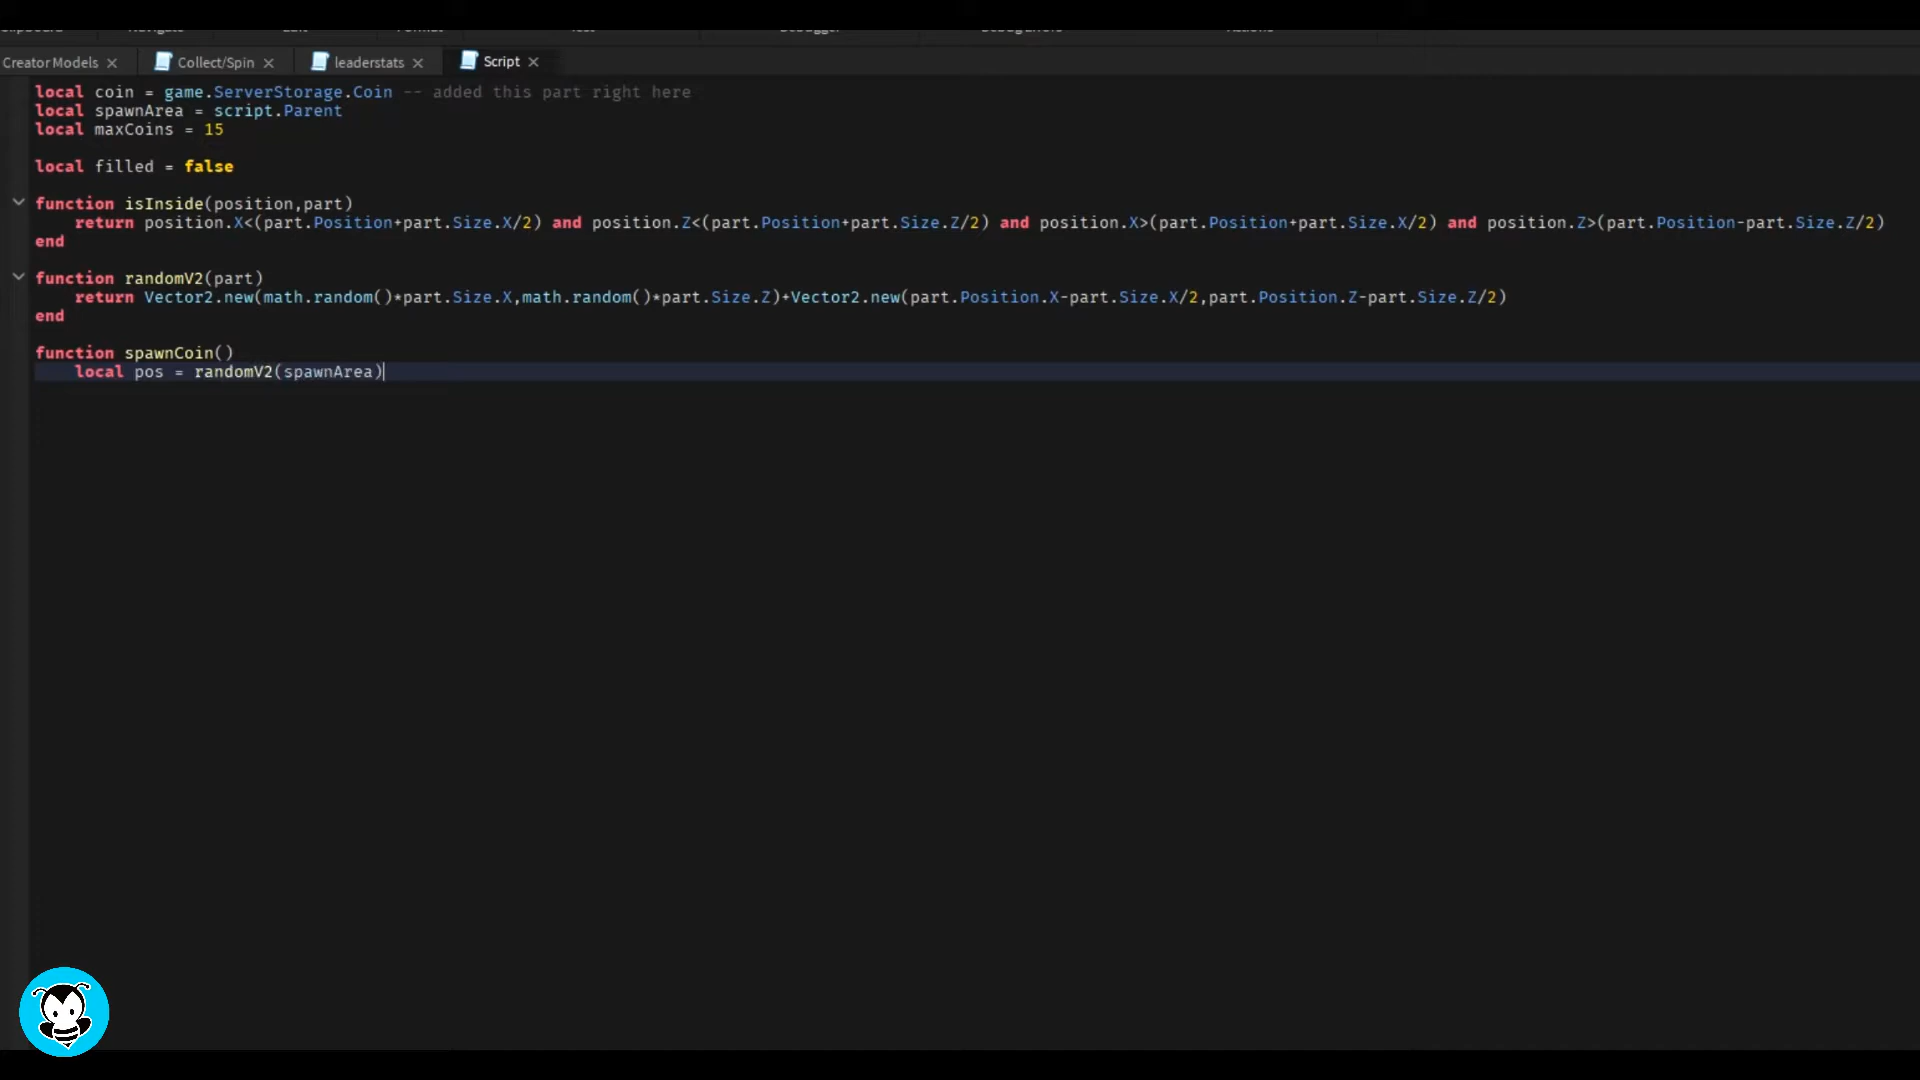 Creator Models
Collect/Spin
leaderstats
Script
local coin = game.ServerStorage.Coin -- added this part right here
local spawnArea = script.Parent
local maxCoins = 15
local filled = false
function isInside(position,part)
return position.X<(part.Position+part.Size.X/2) and position.Z<(part.Position+part.Size.Z/2) and position.X>(part.Position+part.Size.X/2) and position.Z>(part.Position-part.Size.Z/2)
end
function randomV2(part)
return Vector2.new(math.random()*part.Size.X,math.random()*part.Size.Z)+Vector2.new(part.Position.X-part.Size.X/2,part.Position.Z-part.Size.Z/2)
end
function spawnCoin()
local pos = randomV2(spawnArea)